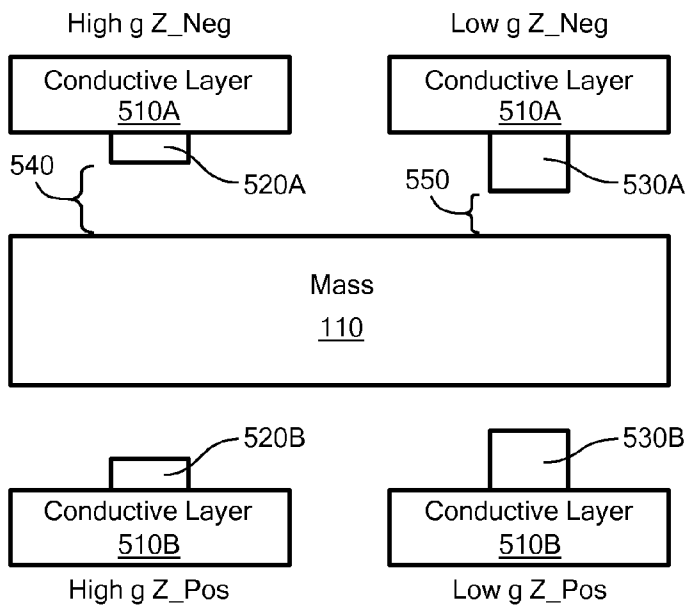 High g Z_Neg
Low g Z_Neg
Conductive Layer
510A
Conductive Layer
510A
540
520A
550
530A
Mass
110
520B
530B
Conductive Layer
510B
Conductive Layer
510B
High g Z_Pos
Low g Z_Pos